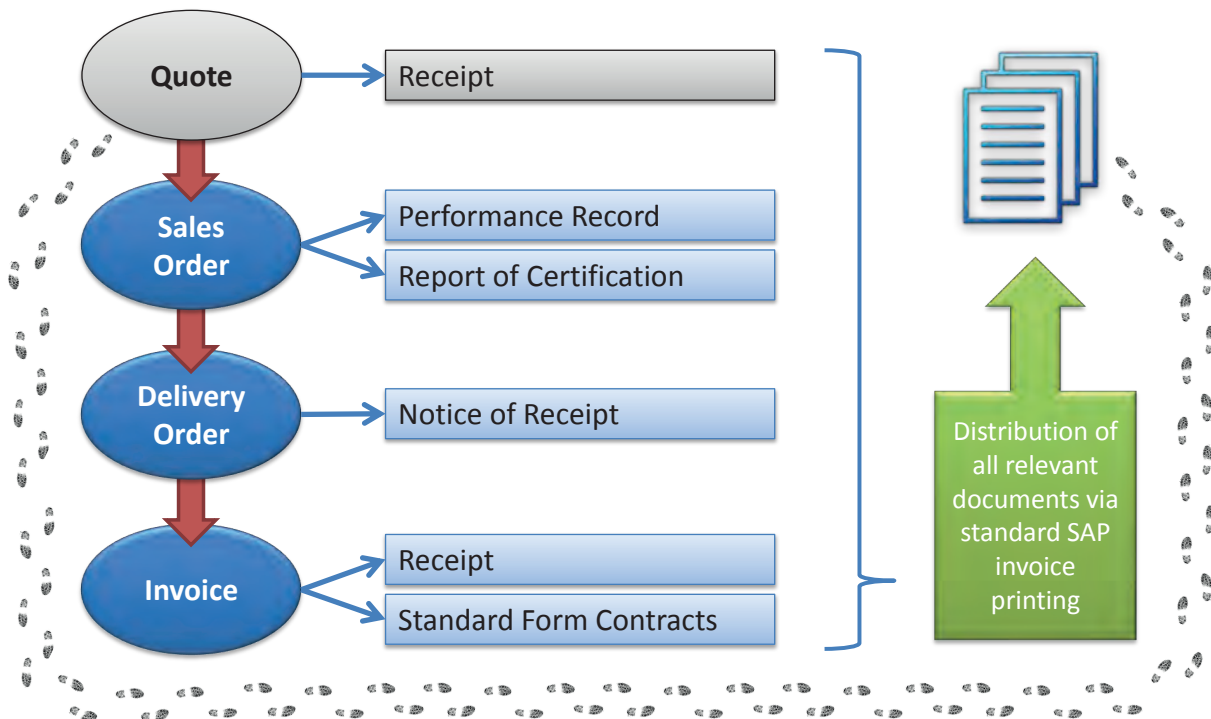 Quote
Receipt
Sales
Order
Performance Record
Report of Certification
Delivery
Order
Notice of Receipt
Invoice
Receipt
Standard Form Contracts
Distribution of
all relevant
documents via
standard SAP
invoice
printing